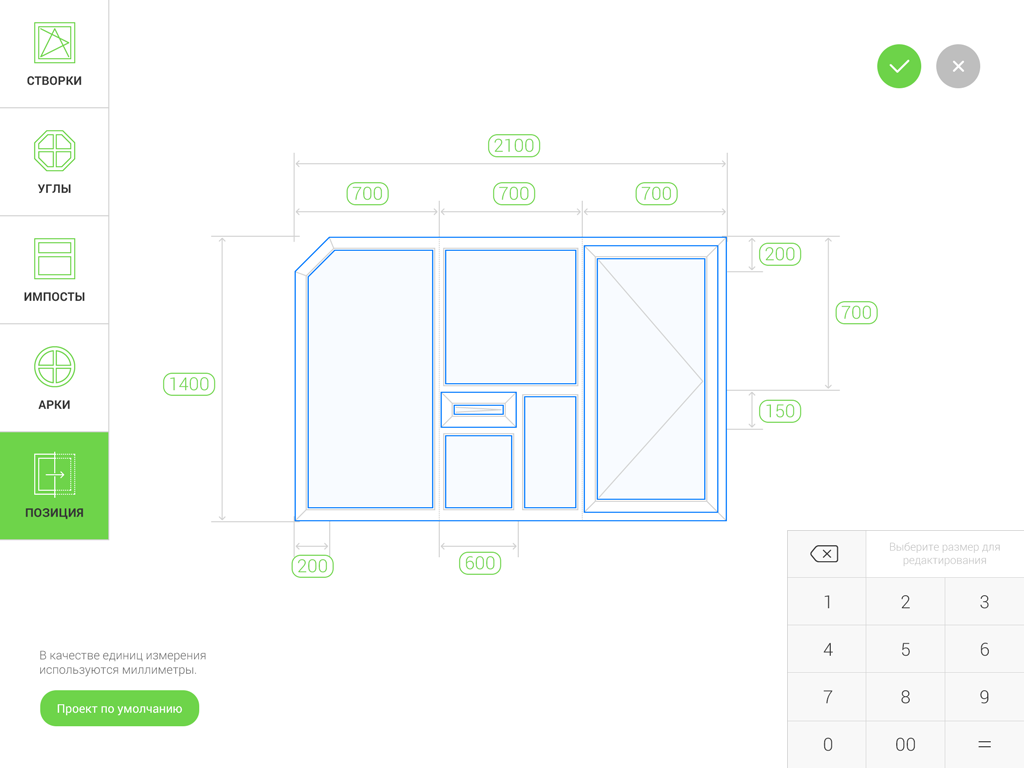 СТВОРКИ
УГЛЫ
ИМПОСТЫ
АРКИ
ПОЗИЦИЯ
2100
700
700
700
200
700
1400
150
200
600
В качестве единиц измерения
используются миллиметры.
Проект по умолчанию
Выберите размер для
редактирования
1 2 3
4 5 6
7 8 9
0 00 =